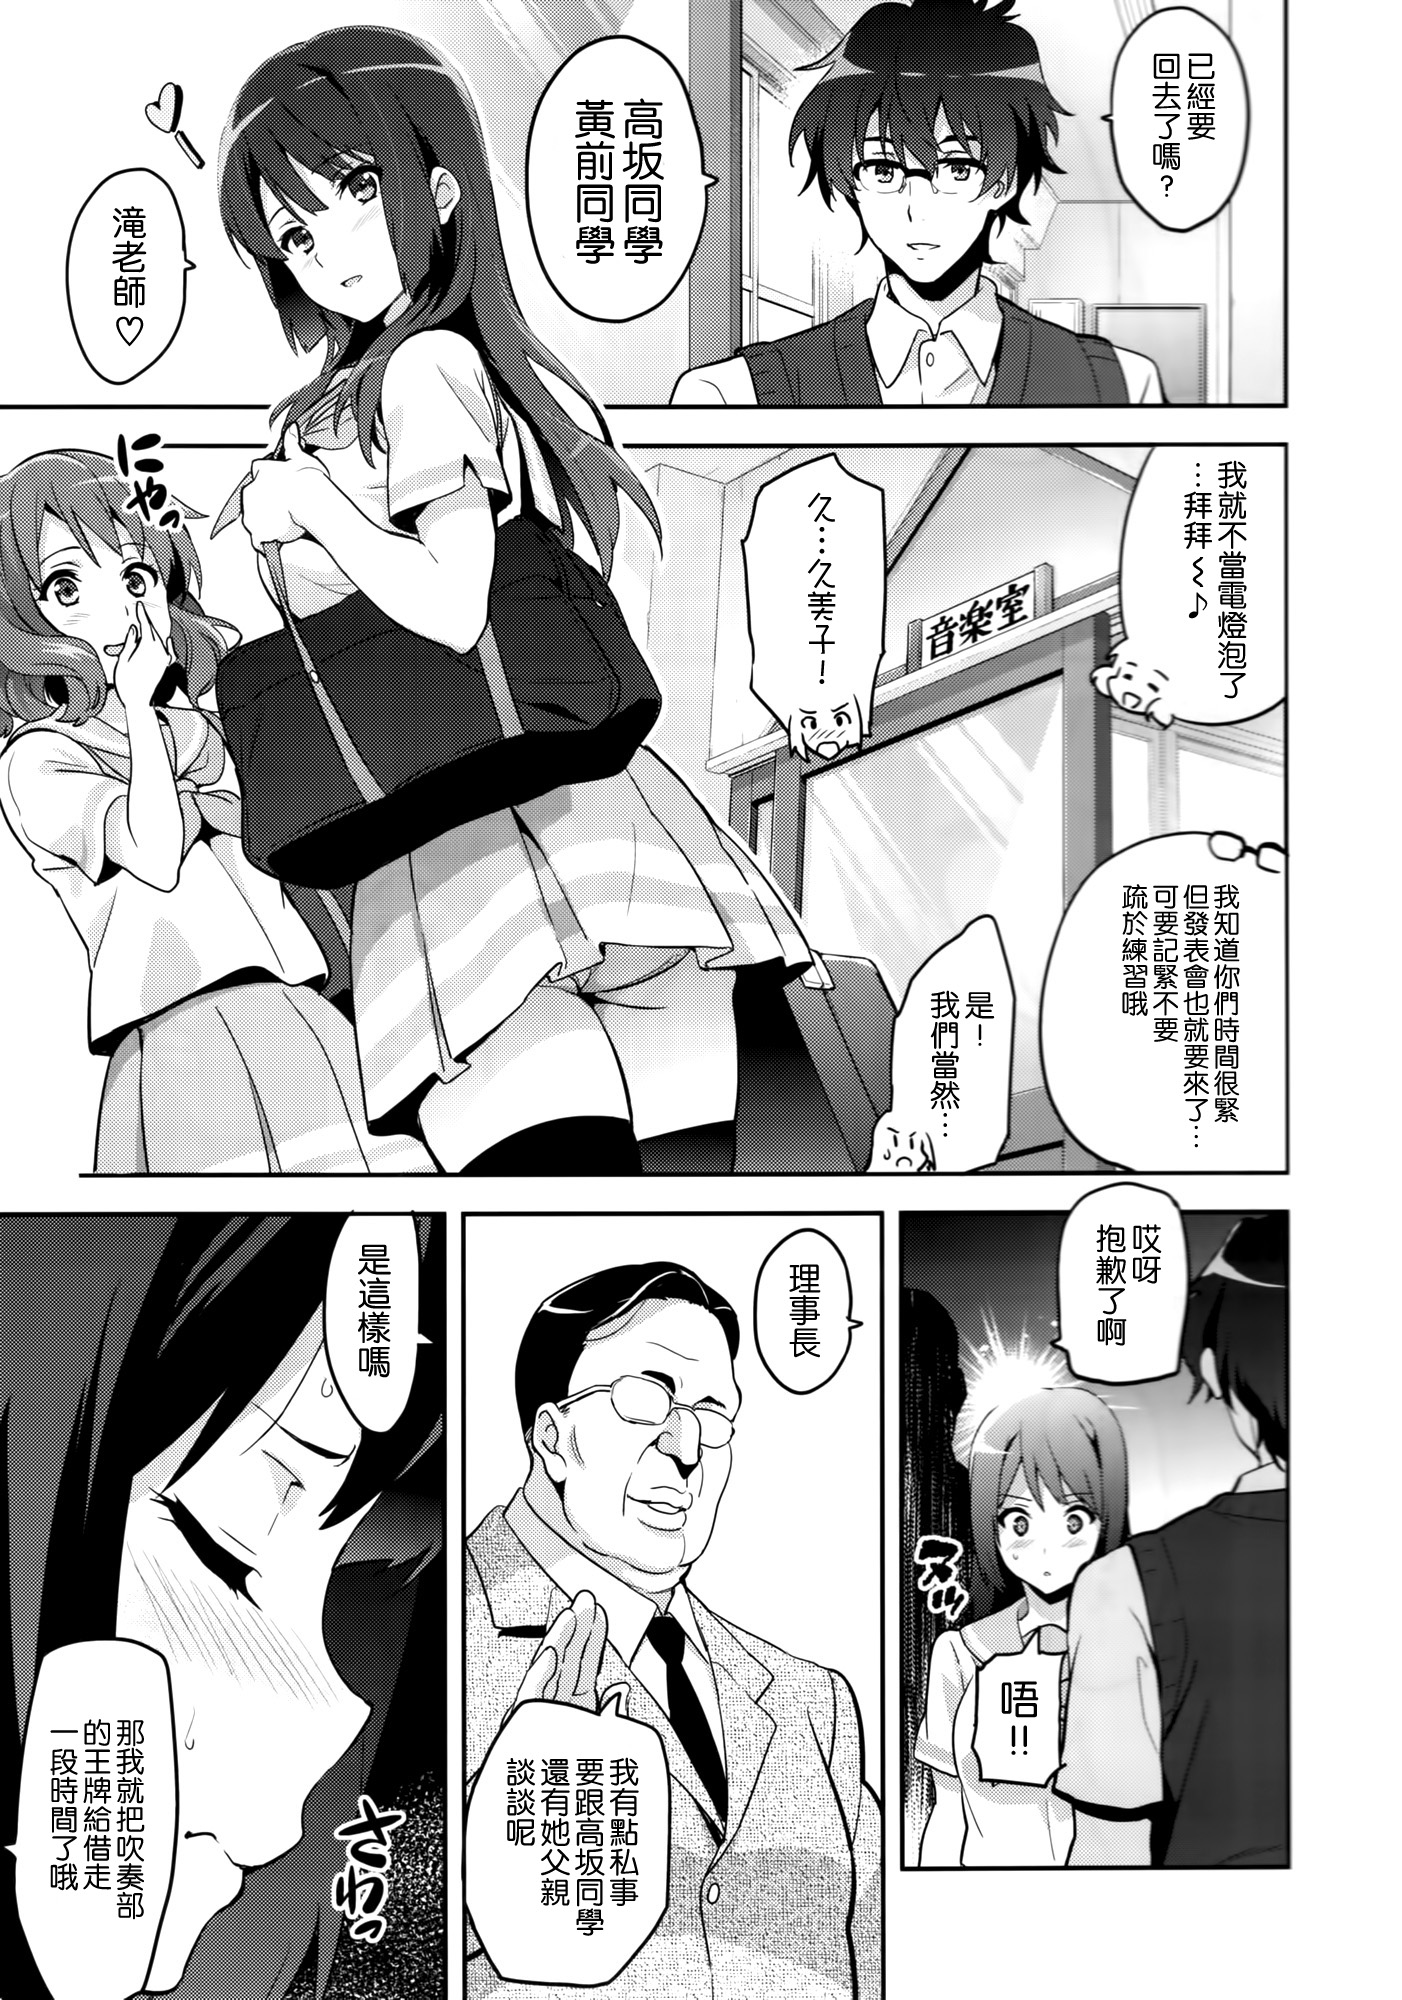 已經要
回去了嗎?
高坂同學
黃前同學
滝老師♡
にゃっ
我就不當電燈泡了
…拜拜~♪
音楽室
久…久美子!
我知道你們時間很緊
但發表會也就要來了…
可要記緊不要
疏於練習哦
是!
我們當然…
哎呀
抱歉了啊
唔!!
理事長
我有點私事
要跟高坂同學
還有她父親
談談呢
是這樣嗎
さわっ
那我就把吹奏部
的王牌給借走
一段時間了哦